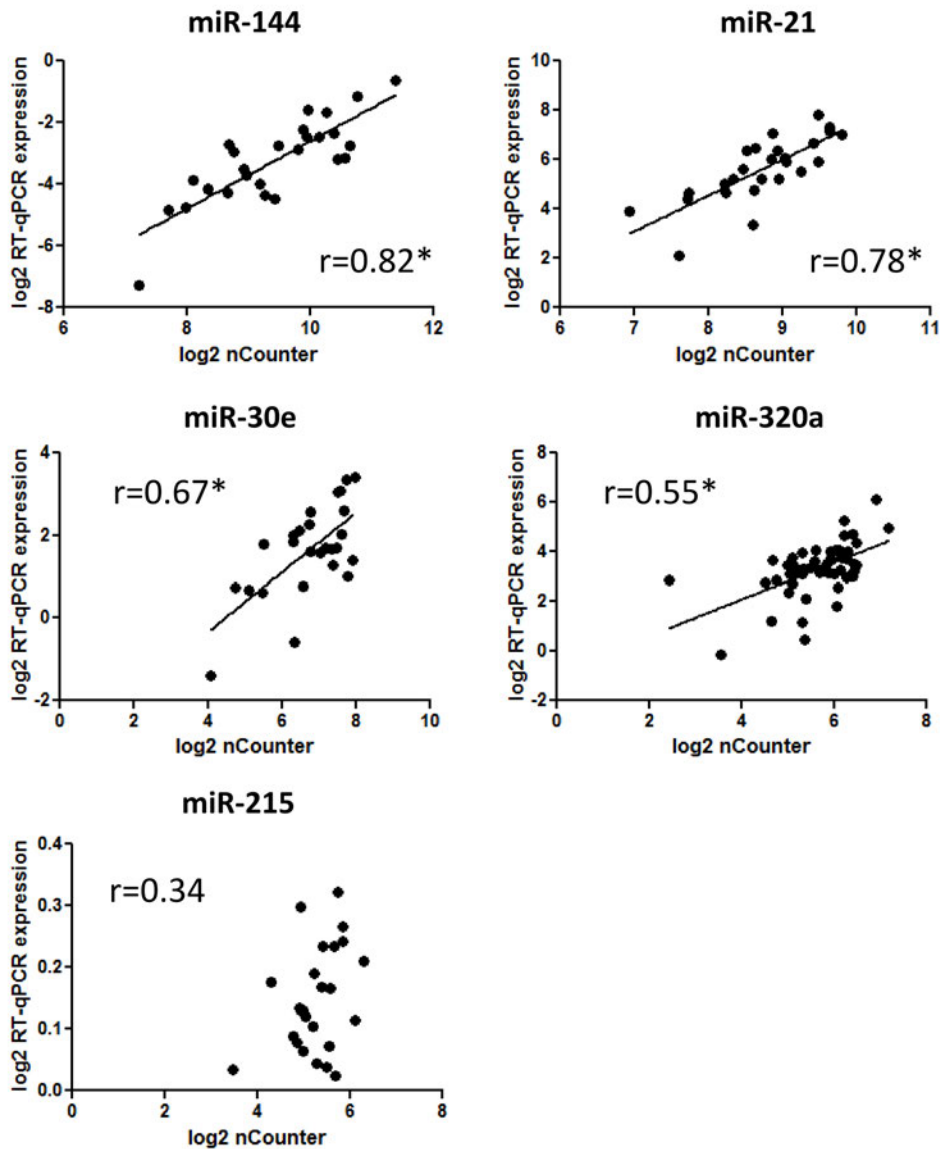 miR-144
log2 RT-qPCR expression
0
-2
-4
-6
-8
r=0.82*
6
8
10
12
log2 nCounter
miR-21
log2 RT-qPCR expression
10
8
6
4
2
0
r=0.78*
6
7
8
9
10
11
log2 nCounter
miR-30e
log2 RT-qPCR expression
4
2
0
-2
r=0.67*
0
2
4
6
8
10
log2 nCounter
miR-320a
log2 RT-qPCR expression
8
6
4
2
0
-2
r=0.55*
0
2
4
6
8
log2 nCounter
miR-215
log2 RT-qPCR expression
0.4
0.3
0.2
0.1
0.0
r=0.34
0
2
4
6
8
log2 nCounter